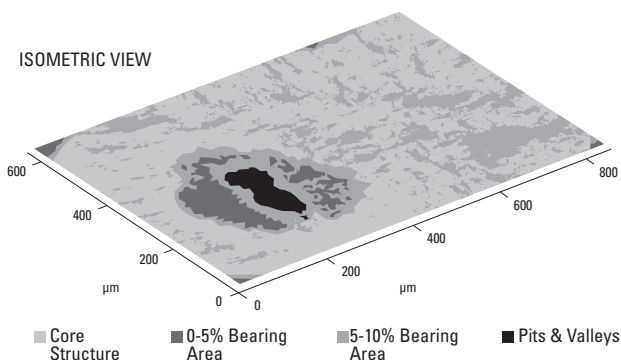 ISOMETRIC VIEW
600
400
200
0
µm
0
200
400
600
800
µm
Core
Structure
0-5% Bearing
Area
5-10% Bearing
Area
Pits & Valleys